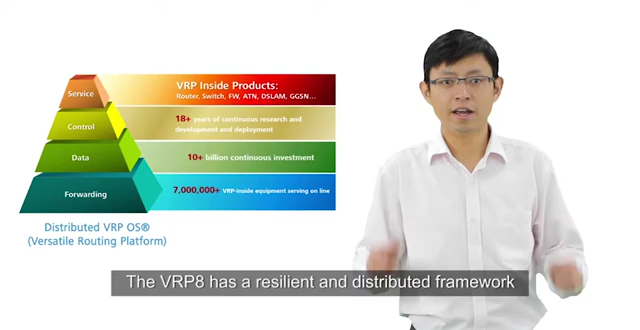 Service
VRP Inside Products:
Router, Switch, FW, ATN, DSLAM, GGSN...
Control
18+ years of continuous research and
development and deployment
Data
10+ billion continuous investment
Forwarding
7,000,000+ VRP-inside equipment serving on line
Distributed VRP OS®
(Versatile Routing Platform)
The VRP8 has a resilient and distributed framework